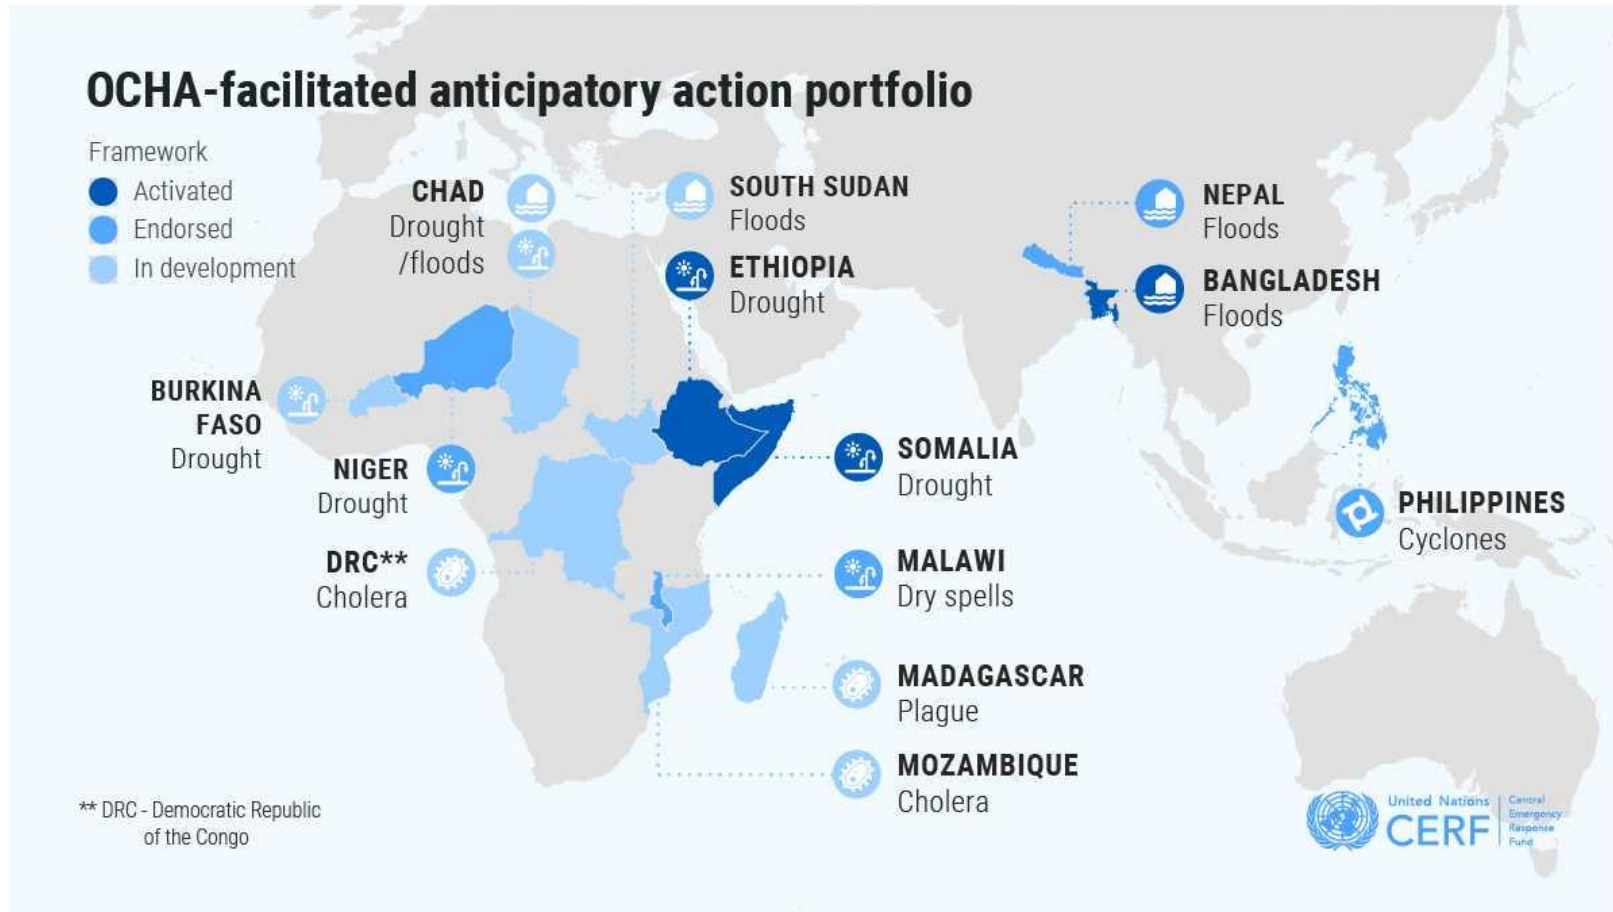 OCHA-facilitated anticipatory action portfolio
Framework
Activated
Endorsed
In development
CHAD
Drought
/floods
SOUTH SUDAN
Floods
ETHIOPIA
Drought
NEPAL
Floods
BANGLADESH
Floods
BURKINA
FASO
Drought
NIGER
Drought
SOMALIA
Drought
PHILIPPINES
Cyclones
DRC**
Cholera
MALAWI
Dry spells
MADAGASCAR
Plague
MOZAMBIQUE
Cholera
** DRC - Democratic Republic
of the Congo
United Nations
CERF
Central
Emergency
Response
Fund